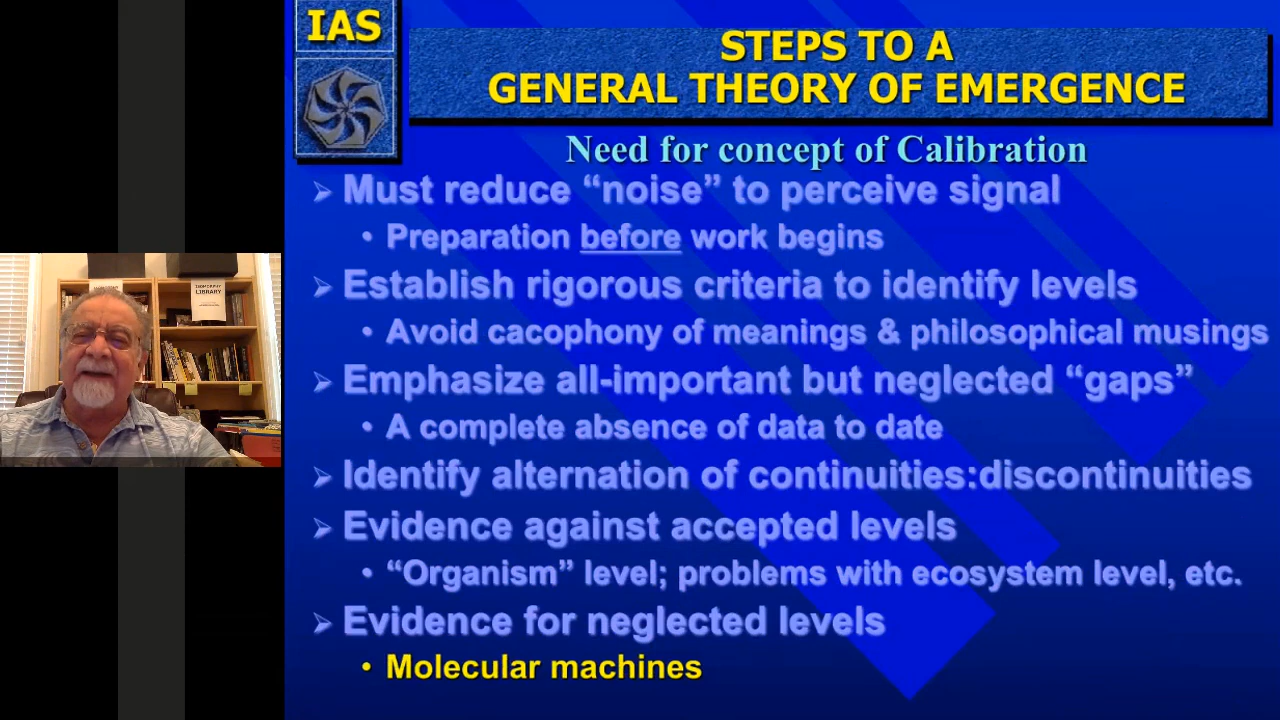 IAS
STEPS TO A
GENERAL THEORY OF EMERGENCE
Need for concept of Calibration
Must reduce “noise” to perceive signal
• Preparation before work begins
Establish rigorous criteria to identify levels
• Avoid cacophony of meanings & philosophical musings
Emphasize all-important but neglected “gaps”
• A complete absence of data to date
Identify alternation of continuities:discontinuities
Evidence against accepted levels
• “Organism” level; problems with ecosystem level, etc.
Evidence for neglected levels
• Molecular machines
ISOMORPHY
LIBRARY